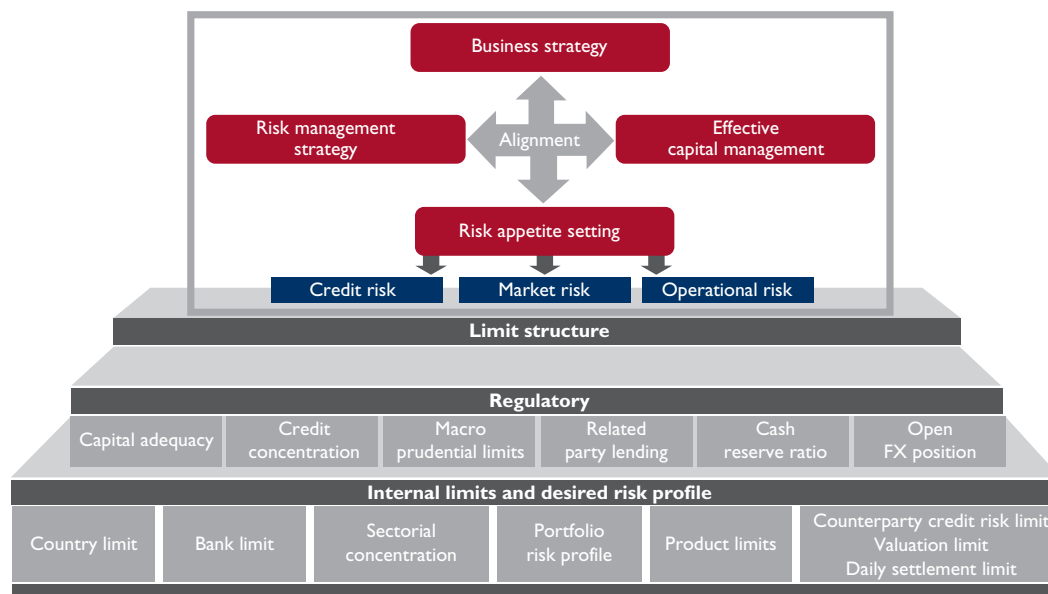 Business strategy
Risk management
strategy
Alignment
Effective
capital management
Risk appetite setting
Credit risk
Market risk
Operational risk
Limit structure
Regulatory
Capital adequacy
Credit
concentration
Macro
prudential limits
Related
party lending
Cash
reserve ratio
Open
FX position
Internal limits and desired risk profile
Country limit
Bank limit
Sectorial
concentration
Portfolio
risk profile
Product limits
Counterparty credit risk limit
Valuation limit
Daily settlement limit